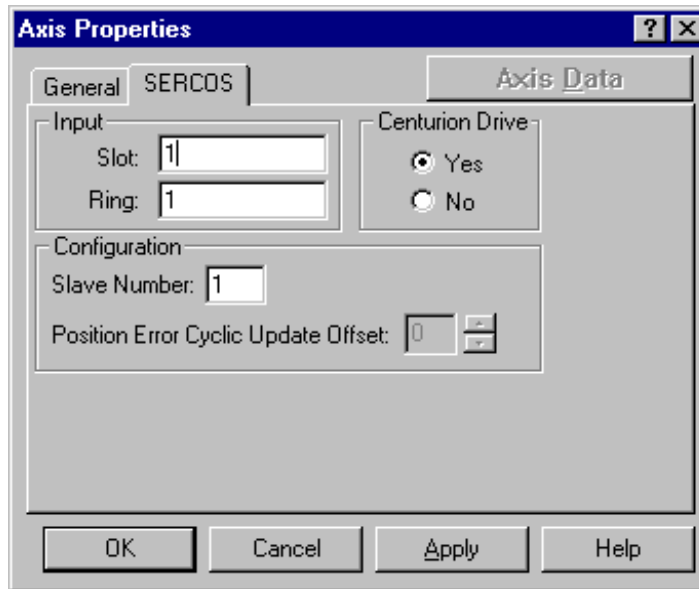 Axis Properties
? ×
General SERCOS Axis Data
Input Centurion Drive
Slot: 1 Yes
Ring: 1 No
Configuration
Slave Number: 1
Position Error Cyclic Update Offset: 0
OK Cancel Apply Help